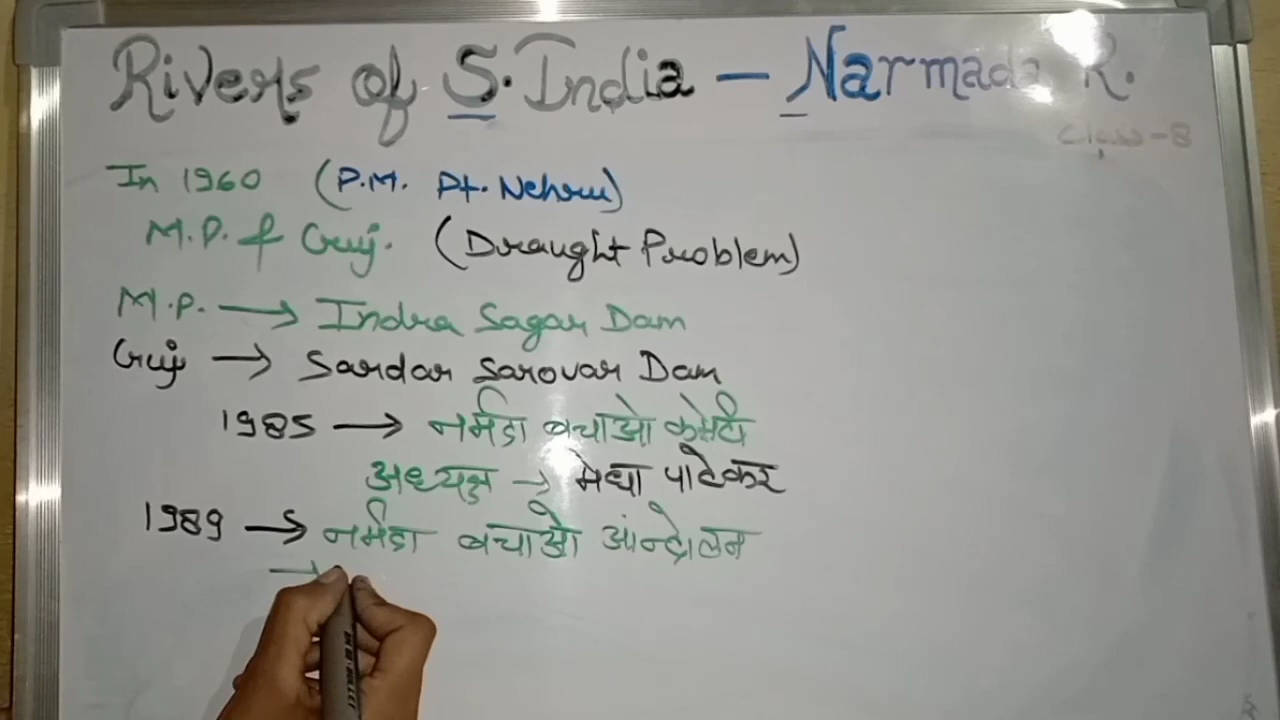 Rivers of S. India – Narmada R.
Class-8
In 1960 (P.M. Pt. Nehru)
M.P. & Guj. (Draught Problem)
M.P. → Indra Sagar Dam
Guj → Sardar Sarovar Dam
1985 → नर्मदा बचाओ कमेटी
अध्यक्ष → मेधा पाटेकर
1989 → नर्मदा बचाओ आंन्दोलन
→